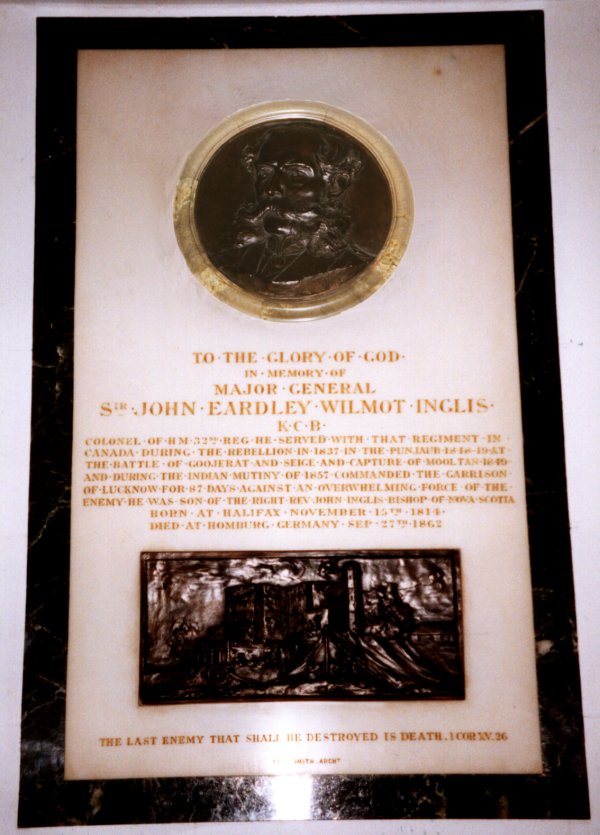 TO·THE·GLORY·OF·GOD·
IN·MEMORY·OF
MAJOR·GENERAL
SIR·JOHN·EARDLEY·WILMOT·INGLIS·
K·C·B·
COLONEL·OF·H·M·32ND·REG·HE·SERVED·WITH·THAT·REGIMENT·IN
CANADA·DURING·THE·REBELLION·IN·1837·IN·THE·PUNJAUB·1848·49·AT·
THE·BATTLE·OF·GOOJERAT·AND·SEIGE·AND·CAPTURE·OF·MOOLTAN·1849·
AND·DURING·THE·INDIAN·MUTINY·OF·1857·COMMANDED·THE·GARRISON·
OF·LUCKNOW·FOR·87·DAYS·AGAINST·AN·OVERWHELMING·FORCE·OF·THE·
ENEMY·HE·WAS·SON·OF·THE·RIGHT·REV·JOHN·INGLIS·BISHOP·OF·NOVA·SCOTIA
BORN·AT·HALIFAX·NOVEMBER·15TH·1814·
DIED·AT·HOMBURG·GERMANY·SEP·27TH·1862
THE LAST ENEMY THAT SHALL BE DESTROYED IS DEATH. 1 COR XV. 26
SMITH. ARCHT